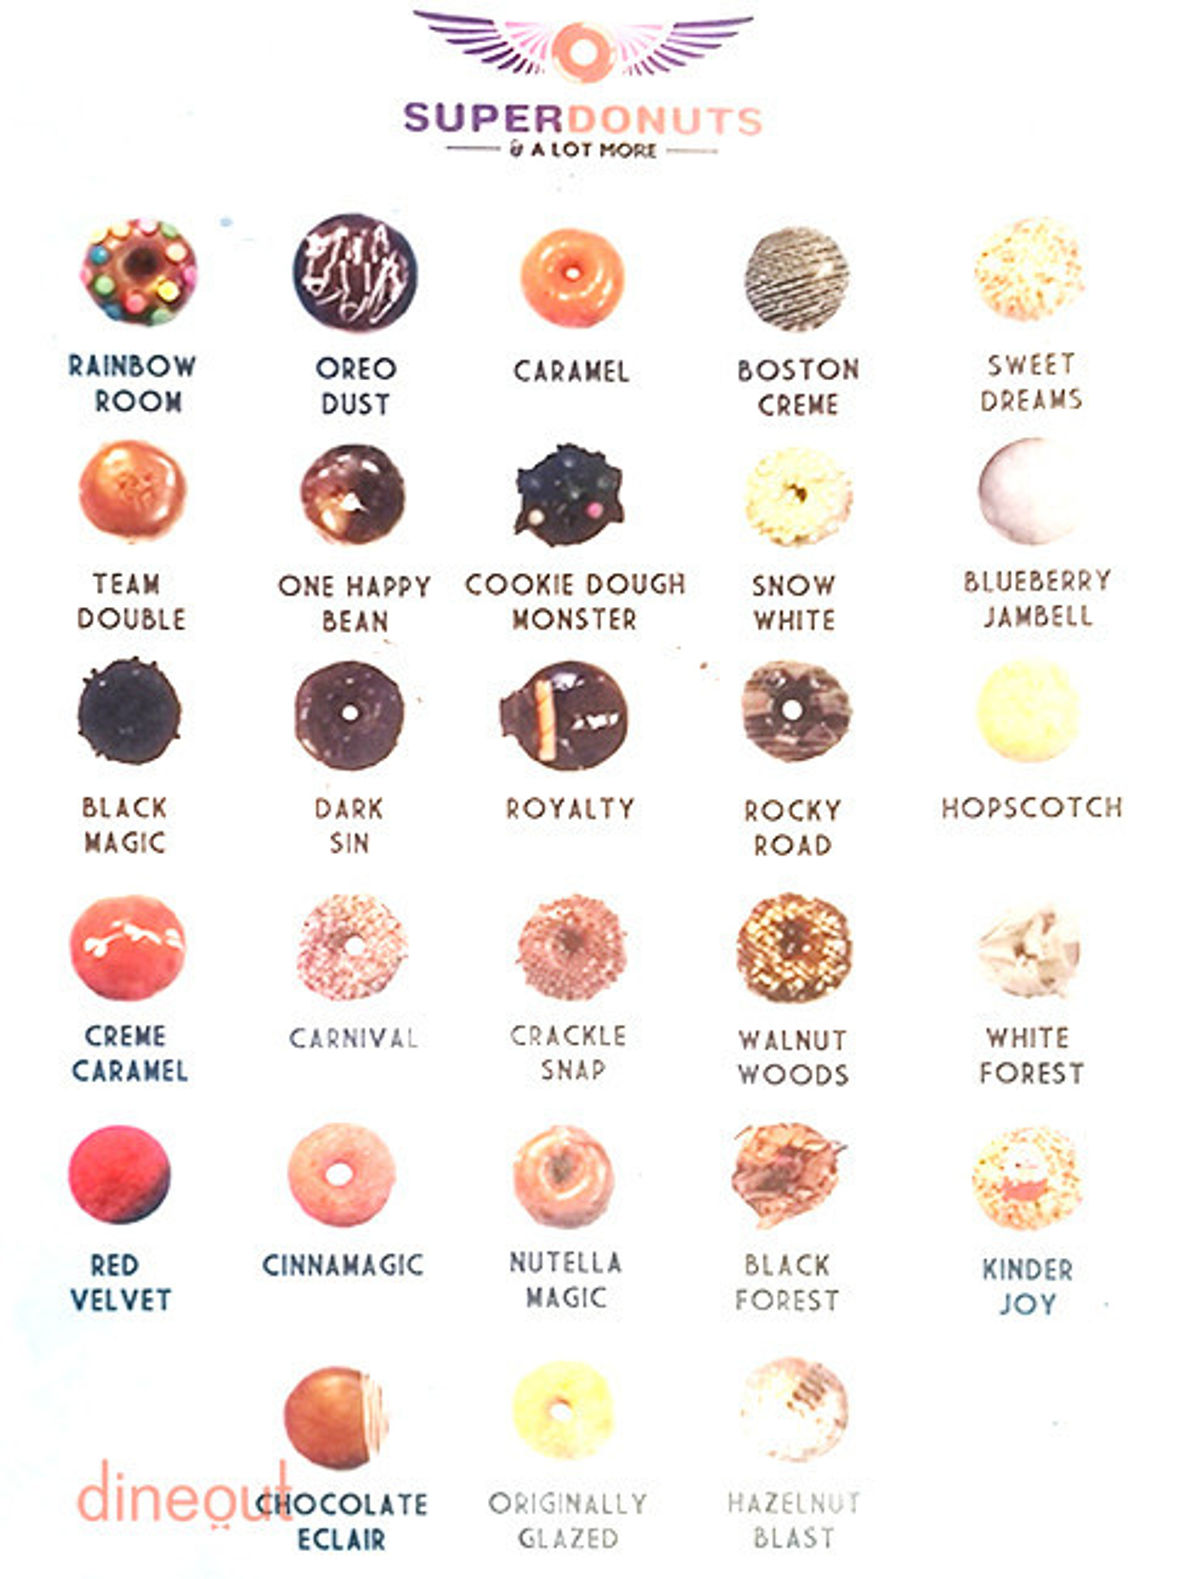 SUPERDONUTS
& A LOT MORE
RAINBOW
ROOM
OREO
DUST
CARAMEL
BOSTON
CREME
SWEET
DREAMS
TEAM
DOUBLE
ONE HAPPY
BEAN
COOKIE DOUGH
MONSTER
SNOW
WHITE
BLUEBERRY
JAMBELL
BLACK
MAGIC
DARK
SIN
ROYALTY
ROCKY
ROAD
HOPSCOTCH
CREME
CARAMEL
CARNIVAL
CRACKLE
SNAP
WALNUT
WOODS
WHITE
FOREST
RED
VELVET
CINNAMAGIC
NUTELLA
MAGIC
BLACK
FOREST
KINDER
JOY
CHOCOLATE
ECLAIR
ORIGINALLY
GLAZED
HAZELNUT
BLAST
dineout